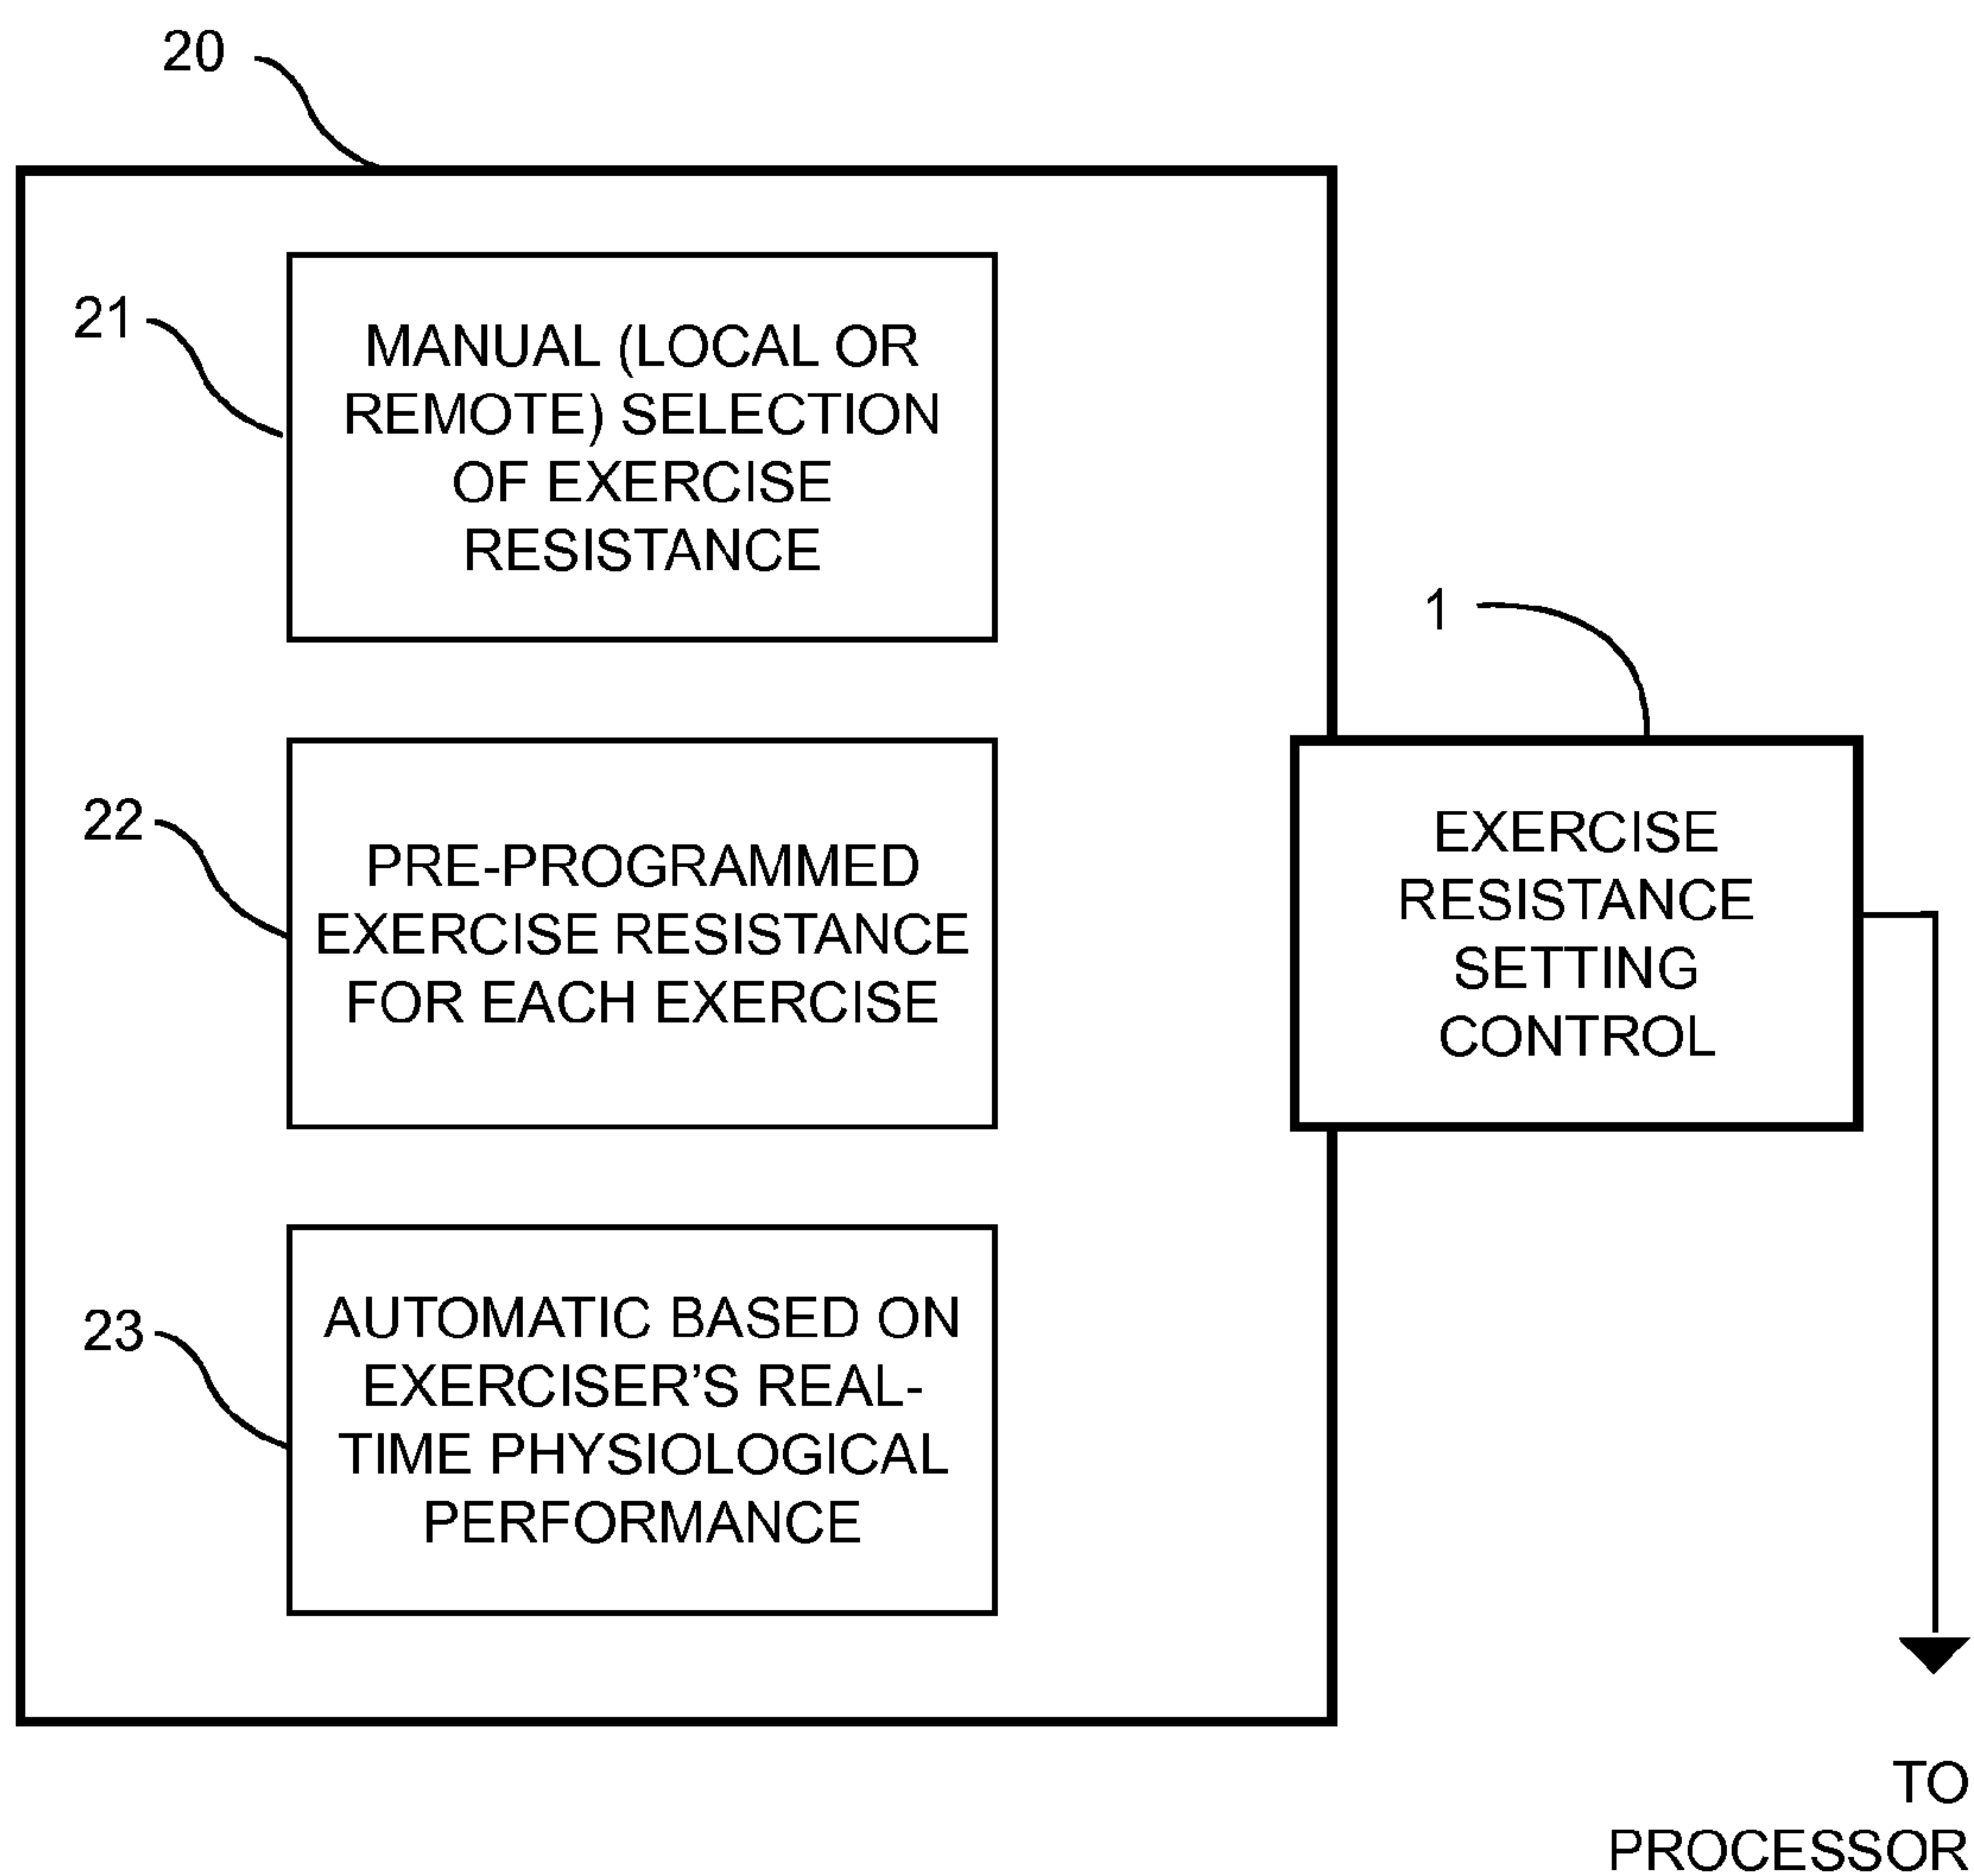 20
21
MANUAL (LOCAL OR
REMOTE) SELECTION
OF EXERCISE
RESISTANCE
1
22
PRE-PROGRAMMED
EXERCISE RESISTANCE
FOR EACH EXERCISE
EXERCISE
RESISTANCE
SETTING
CONTROL
23
AUTOMATIC BASED ON
EXERCISER’S REAL-
TIME PHYSIOLOGICAL
PERFORMANCE
TO
PROCESSOR